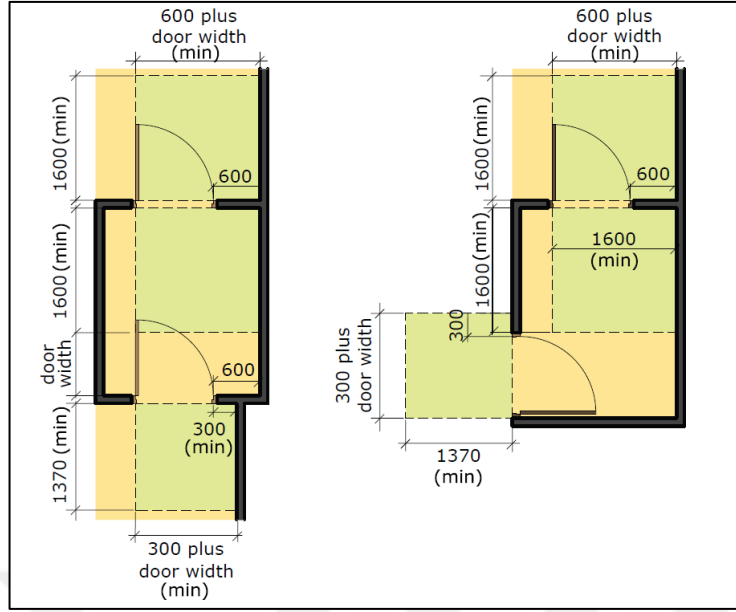 600 plus
door width
(min)
1600 (min)
600
1600 (min)
door
width
600
300
(min)
1370 (min)
300 plus
door width
(min)
600 plus
door width
(min)
1600 (min)
600
1600 (min)
1600
(min)
300
300 plus
door width
1370
(min)